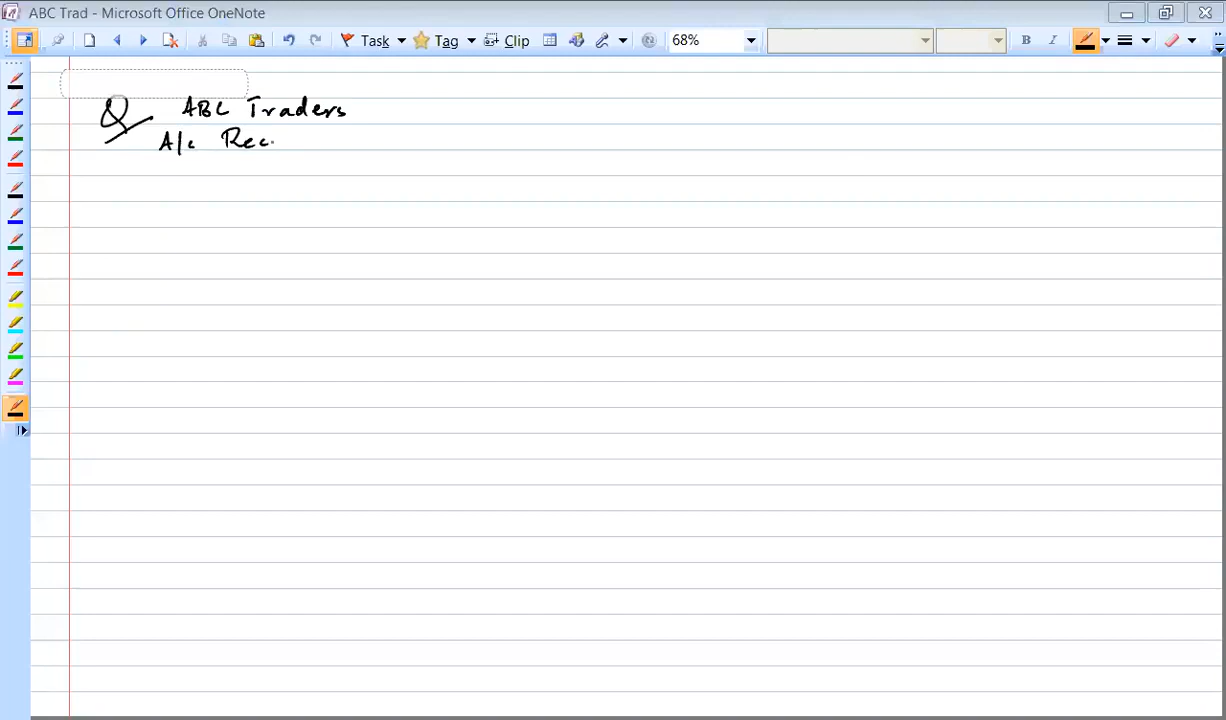 ABC Trad - Microsoft Office OneNote
Task Tag Clip 68% B I
Q ABC Traders
A/c Rec